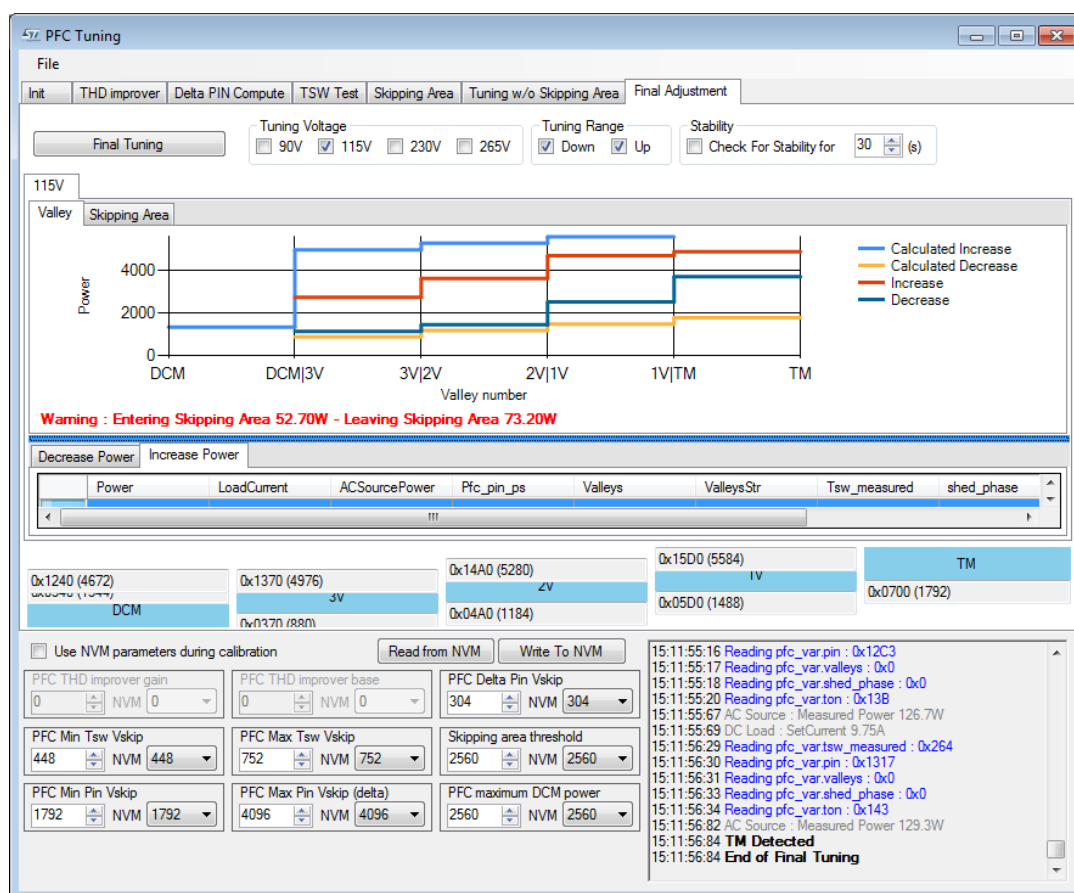 PFC Tuning
File
Init THD improver Delta PIN Compute TSW Test Skipping Area Tuning w/o Skipping Area Final Adjustment
Final Tuning
Tuning Voltage
90V 115V 230V 265V
Tuning Range
Down Up
Stability
Check For Stability for 30 (s)
115V
Valley Skipping Area
Power
4000
2000
0
DCM DCM|3V 3V|2V 2V|1V 1V|TM TM
Valley number
Calculated Increase
Calculated Decrease
Increase
Decrease
Warning : Entering Skipping Area 52.70W - Leaving Skipping Area 73.20W
Decrease Power Increase Power
Power LoadCurrent ACSourcePower Pfc_pin_ps Valleys ValleysStr Tsw_measured shed_phase
0x1240 (4672)
DCM
0x1370 (4976)
3V
0x0370 (880)
0x14A0 (5280)
2V
0x04A0 (1184)
0x15D0 (5584)
1V
0x05D0 (1488)
TM
0x0700 (1792)
Use NVM parameters during calibration
Read from NVM Write To NVM
PFC THD improver gain
0 NVM 0
PFC THD improver base
0 NVM 0
PFC Delta Pin Vskip
304 NVM 304
PFC Min Tsw Vskip
448 NVM 448
PFC Max Tsw Vskip
752 NVM 752
Skipping area threshold
2560 NVM 2560
PFC Min Pin Vskip
1792 NVM 1792
PFC Max Pin Vskip (delta)
4096 NVM 4096
PFC maximum DCM power
2560 NVM 2560
15:11:55:16 Reading pfc_var.pin : 0x12C3
15:11:55:17 Reading pfc_var.valleys : 0x0
15:11:55:18 Reading pfc_var.shed_phase : 0x0
15:11:55:20 Reading pfc_var.ton : 0x13B
15:11:55:67 AC Source : Measured Power 126.7W
15:11:55:69 DC Load : SetCurrent 9.75A
15:11:56:29 Reading pfc_var.tsw_measured : 0x264
15:11:56:30 Reading pfc_var.pin : 0x1317
15:11:56:31 Reading pfc_var.valleys : 0x0
15:11:56:33 Reading pfc_var.shed_phase : 0x0
15:11:56:34 Reading pfc_var.ton : 0x143
15:11:56:82 AC Source : Measured Power 129.3W
15:11:56:84 TM Detected
15:11:56:84 End of Final Tuning